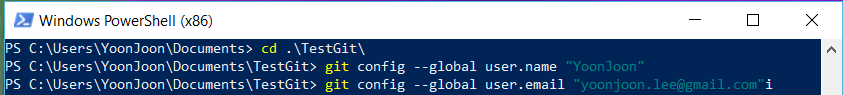 Windows PowerShell (x86)
PS C:\Users\YoonJoon\Documents> cd .\TestGit\
PS C:\Users\YoonJoon\Documents\TestGit> git config --global user.name "YoonJoon"
PS C:\Users\YoonJoon\Documents\TestGit> git config --global user.email "yoonjoon.lee@gmail.com"i